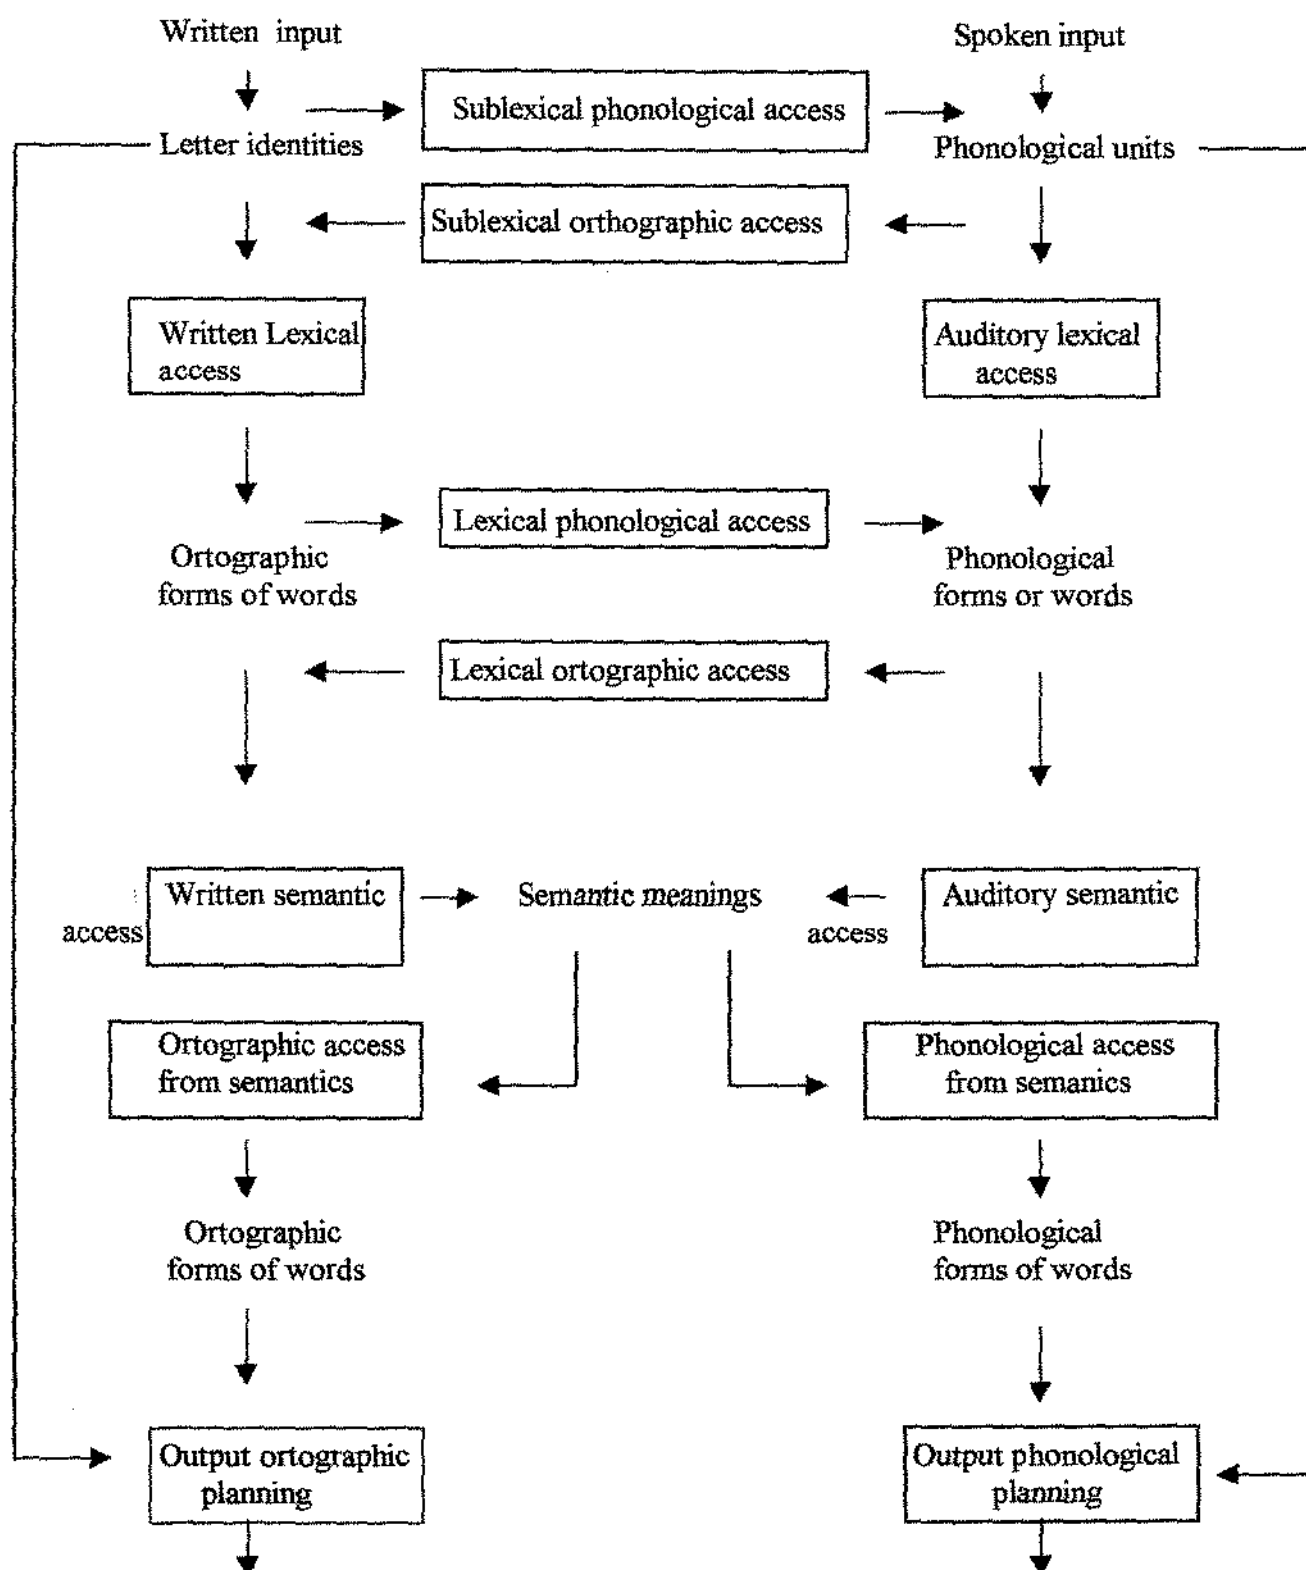 Written input
Spoken input
Sublexical phonological access
Letter identities
Phonological units
Sublexical orthographic access
Written Lexical
access
Auditory lexical
access
Lexical phonological access
Ortographic
forms of words
Phonological
forms or words
Lexical ortographic access
Written semantic
access
Semantic meanings
Auditory semantic
access
Ortographic access
from semantics
Phonological access
from semanics
Ortographic
forms of words
Phonological
forms of words
Output ortographic
planning
Output phonological
planning